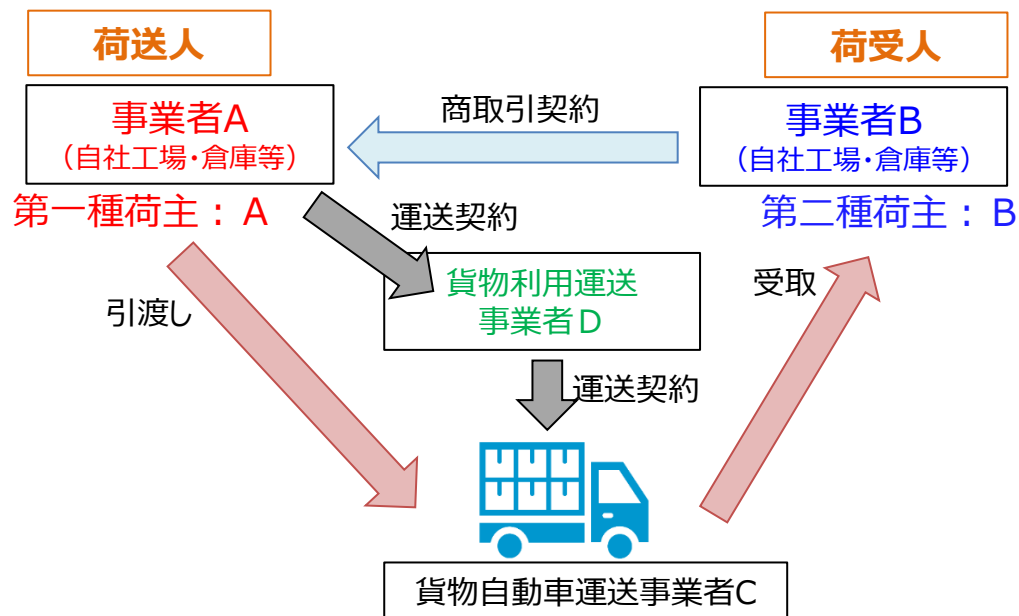 荷送人
荷受人
事業者A
(自社工場・倉庫等)
商取引契約
事業者B
(自社工場・倉庫等)
第一種荷主：A
第二種荷主：B
運送契約
貨物利用運送
事業者D
引渡し
受取
運送契約
貨物自動車運送事業者C